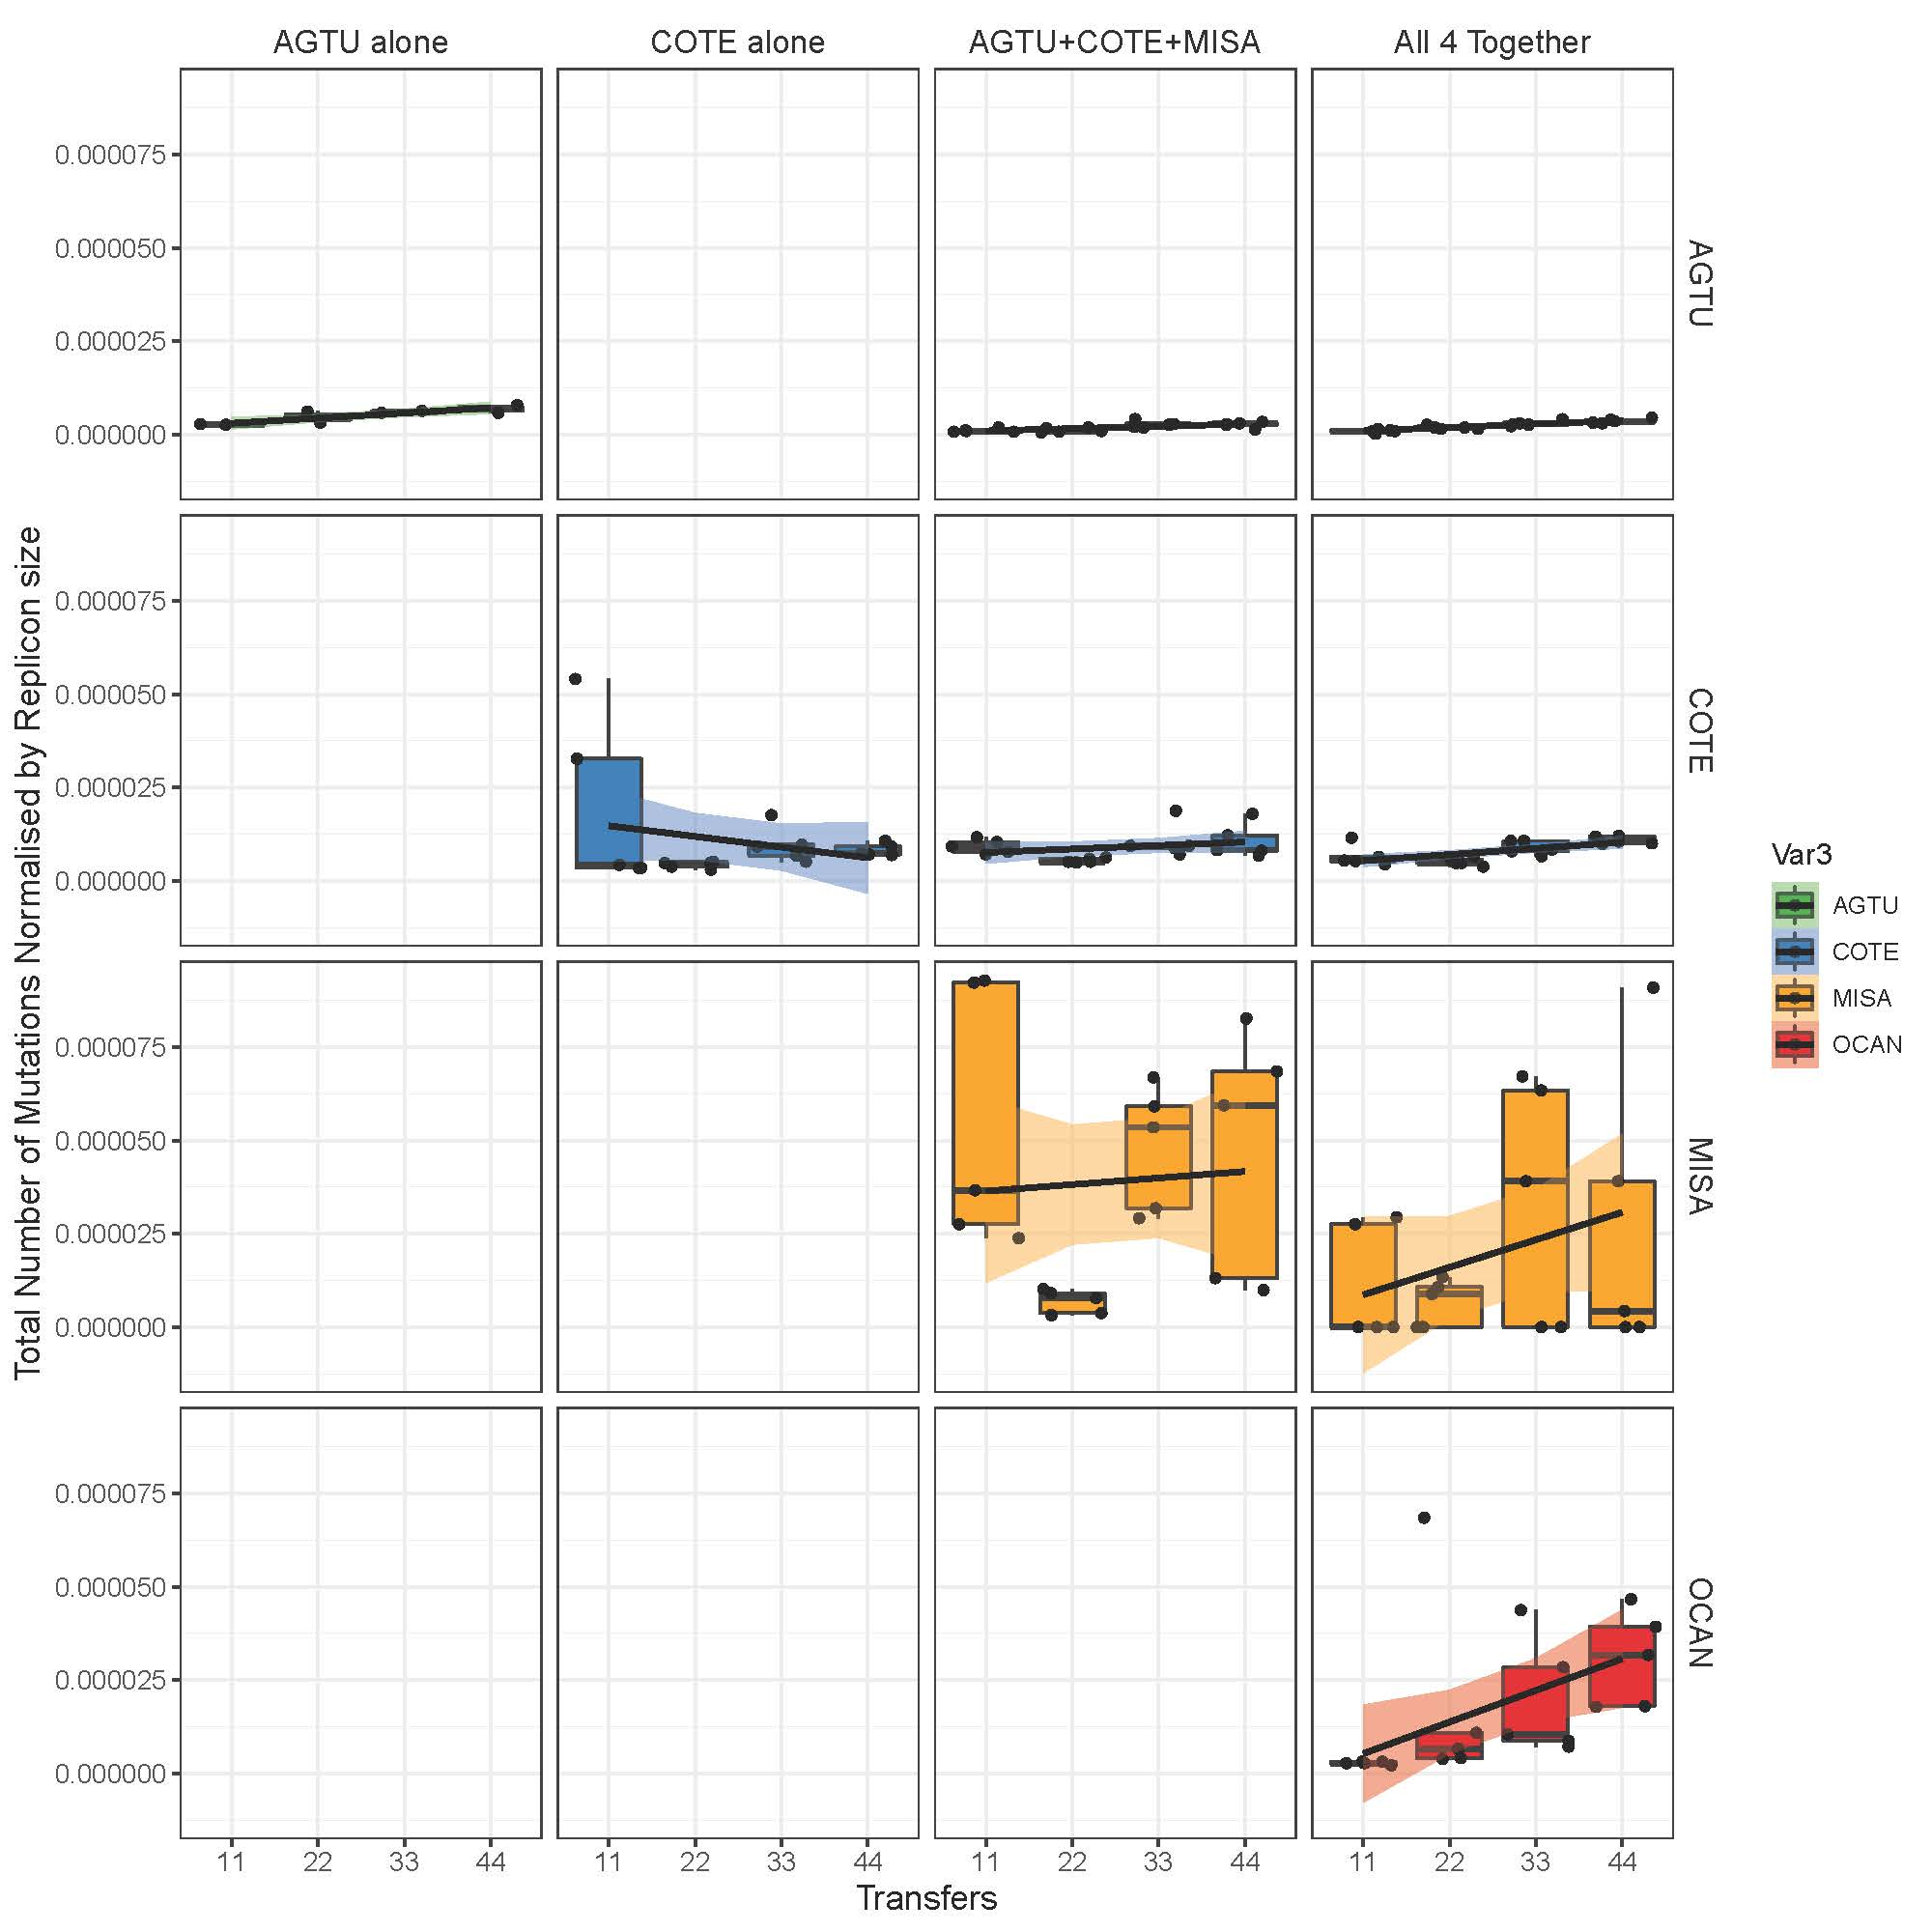 AGTU alone
COTE alone
AGTU+COTE+MISA
All 4 Together
Total Number of Mutations Normalised by Replicon size
0.000075
0.000050
0.000025
0.000000
AGTU
0.000075
0.000050
0.000025
0.000000
COTE
0.000075
0.000050
0.000025
0.000000
MISA
0.000075
0.000050
0.000025
0.000000
OCAN
11 22 33 44
11 22 33 44
11 22 33 44
11 22 33 44
Transfers
Var3
AGTU
COTE
MISA
OCAN